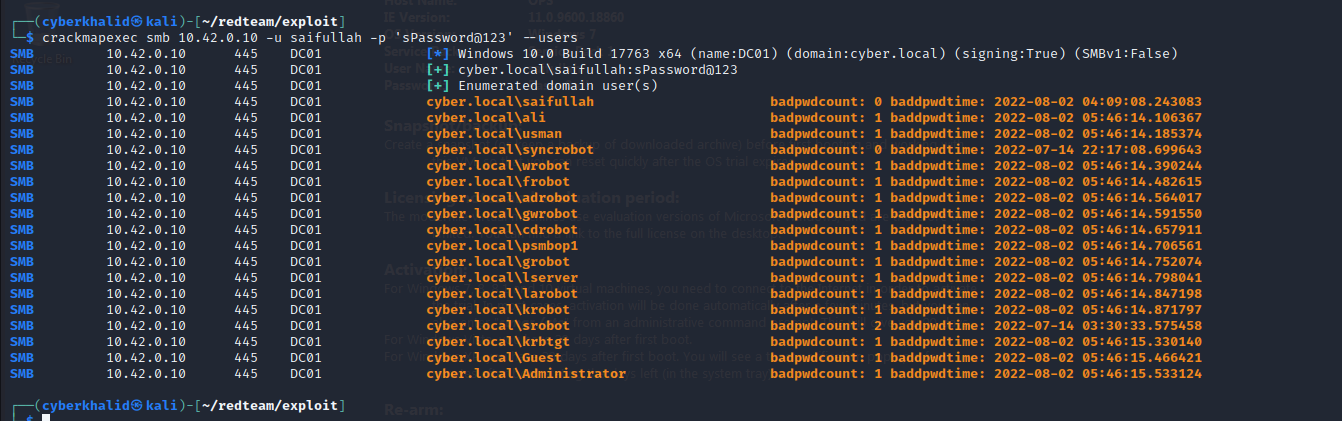 ┌──(cyberkhalid㉿kali)-[~/redteam/exploit]
└─$ crackmapexec smb 10.42.0.10 -u saifullah -p 'sPassword@123' --users
SMB 10.42.0.10 445 DC01 [*] Windows 10.0 Build 17763 x64 (name:DC01) (domain:cyber.local) (signing:True) (SMBv1:False)
SMB 10.42.0.10 445 DC01 [+] cyber.local\saifullah:sPassword@123
SMB 10.42.0.10 445 DC01 [+] Enumerated domain user(s)
SMB 10.42.0.10 445 DC01 cyber.local\saifullah badpwdcount: 0 baddpwdtime: 2022-08-02 04:09:08.243083
SMB 10.42.0.10 445 DC01 cyber.local\ali badpwdcount: 1 baddpwdtime: 2022-08-02 05:46:14.106367
SMB 10.42.0.10 445 DC01 cyber.local\usman badpwdcount: 1 baddpwdtime: 2022-08-02 05:46:14.185374
SMB 10.42.0.10 445 DC01 cyber.local\syncrobot badpwdcount: 0 baddpwdtime: 2022-07-14 22:17:08.699643
SMB 10.42.0.10 445 DC01 cyber.local\wrobot badpwdcount: 1 baddpwdtime: 2022-08-02 05:46:14.390244
SMB 10.42.0.10 445 DC01 cyber.local\frobot badpwdcount: 1 baddpwdtime: 2022-08-02 05:46:14.482615
SMB 10.42.0.10 445 DC01 cyber.local\adrobot badpwdcount: 1 baddpwdtime: 2022-08-02 05:46:14.564017
SMB 10.42.0.10 445 DC01 cyber.local\gwrobot badpwdcount: 1 baddpwdtime: 2022-08-02 05:46:14.591550
SMB 10.42.0.10 445 DC01 cyber.local\cdrobot badpwdcount: 1 baddpwdtime: 2022-08-02 05:46:14.657911
SMB 10.42.0.10 445 DC01 cyber.local\psmbop1 badpwdcount: 1 baddpwdtime: 2022-08-02 05:46:14.706561
SMB 10.42.0.10 445 DC01 cyber.local\grobot badpwdcount: 1 baddpwdtime: 2022-08-02 05:46:14.752074
SMB 10.42.0.10 445 DC01 cyber.local\lserver badpwdcount: 1 baddpwdtime: 2022-08-02 05:46:14.798041
SMB 10.42.0.10 445 DC01 cyber.local\larobot badpwdcount: 1 baddpwdtime: 2022-08-02 05:46:14.847198
SMB 10.42.0.10 445 DC01 cyber.local\krobot badpwdcount: 1 baddpwdtime: 2022-08-02 05:46:14.871797
SMB 10.42.0.10 445 DC01 cyber.local\srobot badpwdcount: 2 baddpwdtime: 2022-07-14 03:30:33.575458
SMB 10.42.0.10 445 DC01 cyber.local\krbtgt badpwdcount: 1 baddpwdtime: 2022-08-02 05:46:15.330140
SMB 10.42.0.10 445 DC01 cyber.local\Guest badpwdcount: 1 baddpwdtime: 2022-08-02 05:46:15.466421
SMB 10.42.0.10 445 DC01 cyber.local\Administrator badpwdcount: 1 baddpwdtime: 2022-08-02 05:46:15.533124
┌──(cyberkhalid㉿kali)-[~/redteam/exploit]
└─$